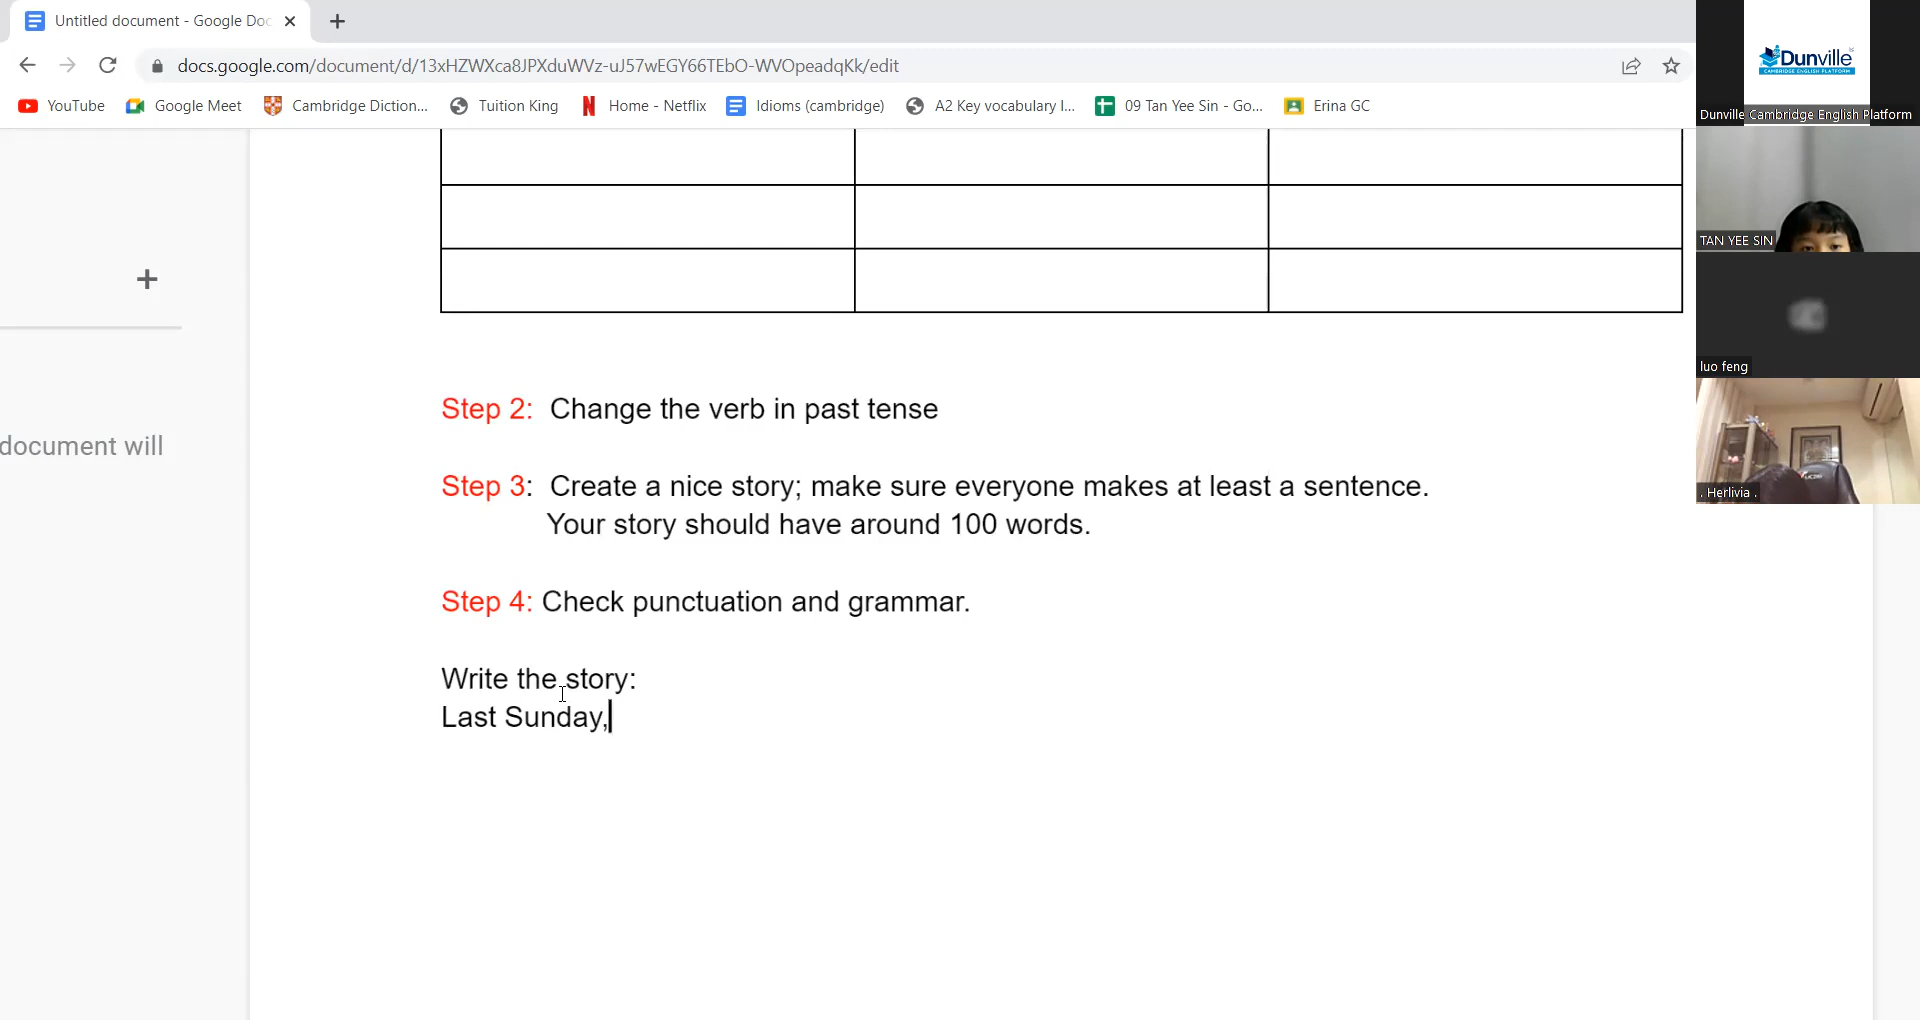 Untitled document - Google Doc
docs.google.com/document/d/13xHZWXca8JPXduWVz-uJ57wEGY66TEbO-WVOpeadqKk/edit
YouTube
Google Meet
Cambridge Diction...
Tuition King
Home - Netflix
Idioms (cambridge)
A2 Key vocabulary l...
09 Tan Yee Sin - Go...
Erina GC
Dunville
CAMBRIDGE ENGLISH PLATFORM
Dunville Cambridge English Platform
TAN YEE SIN
luo feng
. Herlivia .
document will
Step 2: Change the verb in past tense
Step 3: Create a nice story; make sure everyone makes at least a sentence.
Your story should have around 100 words.
Step 4: Check punctuation and grammar.
Write the story:
Last Sunday,